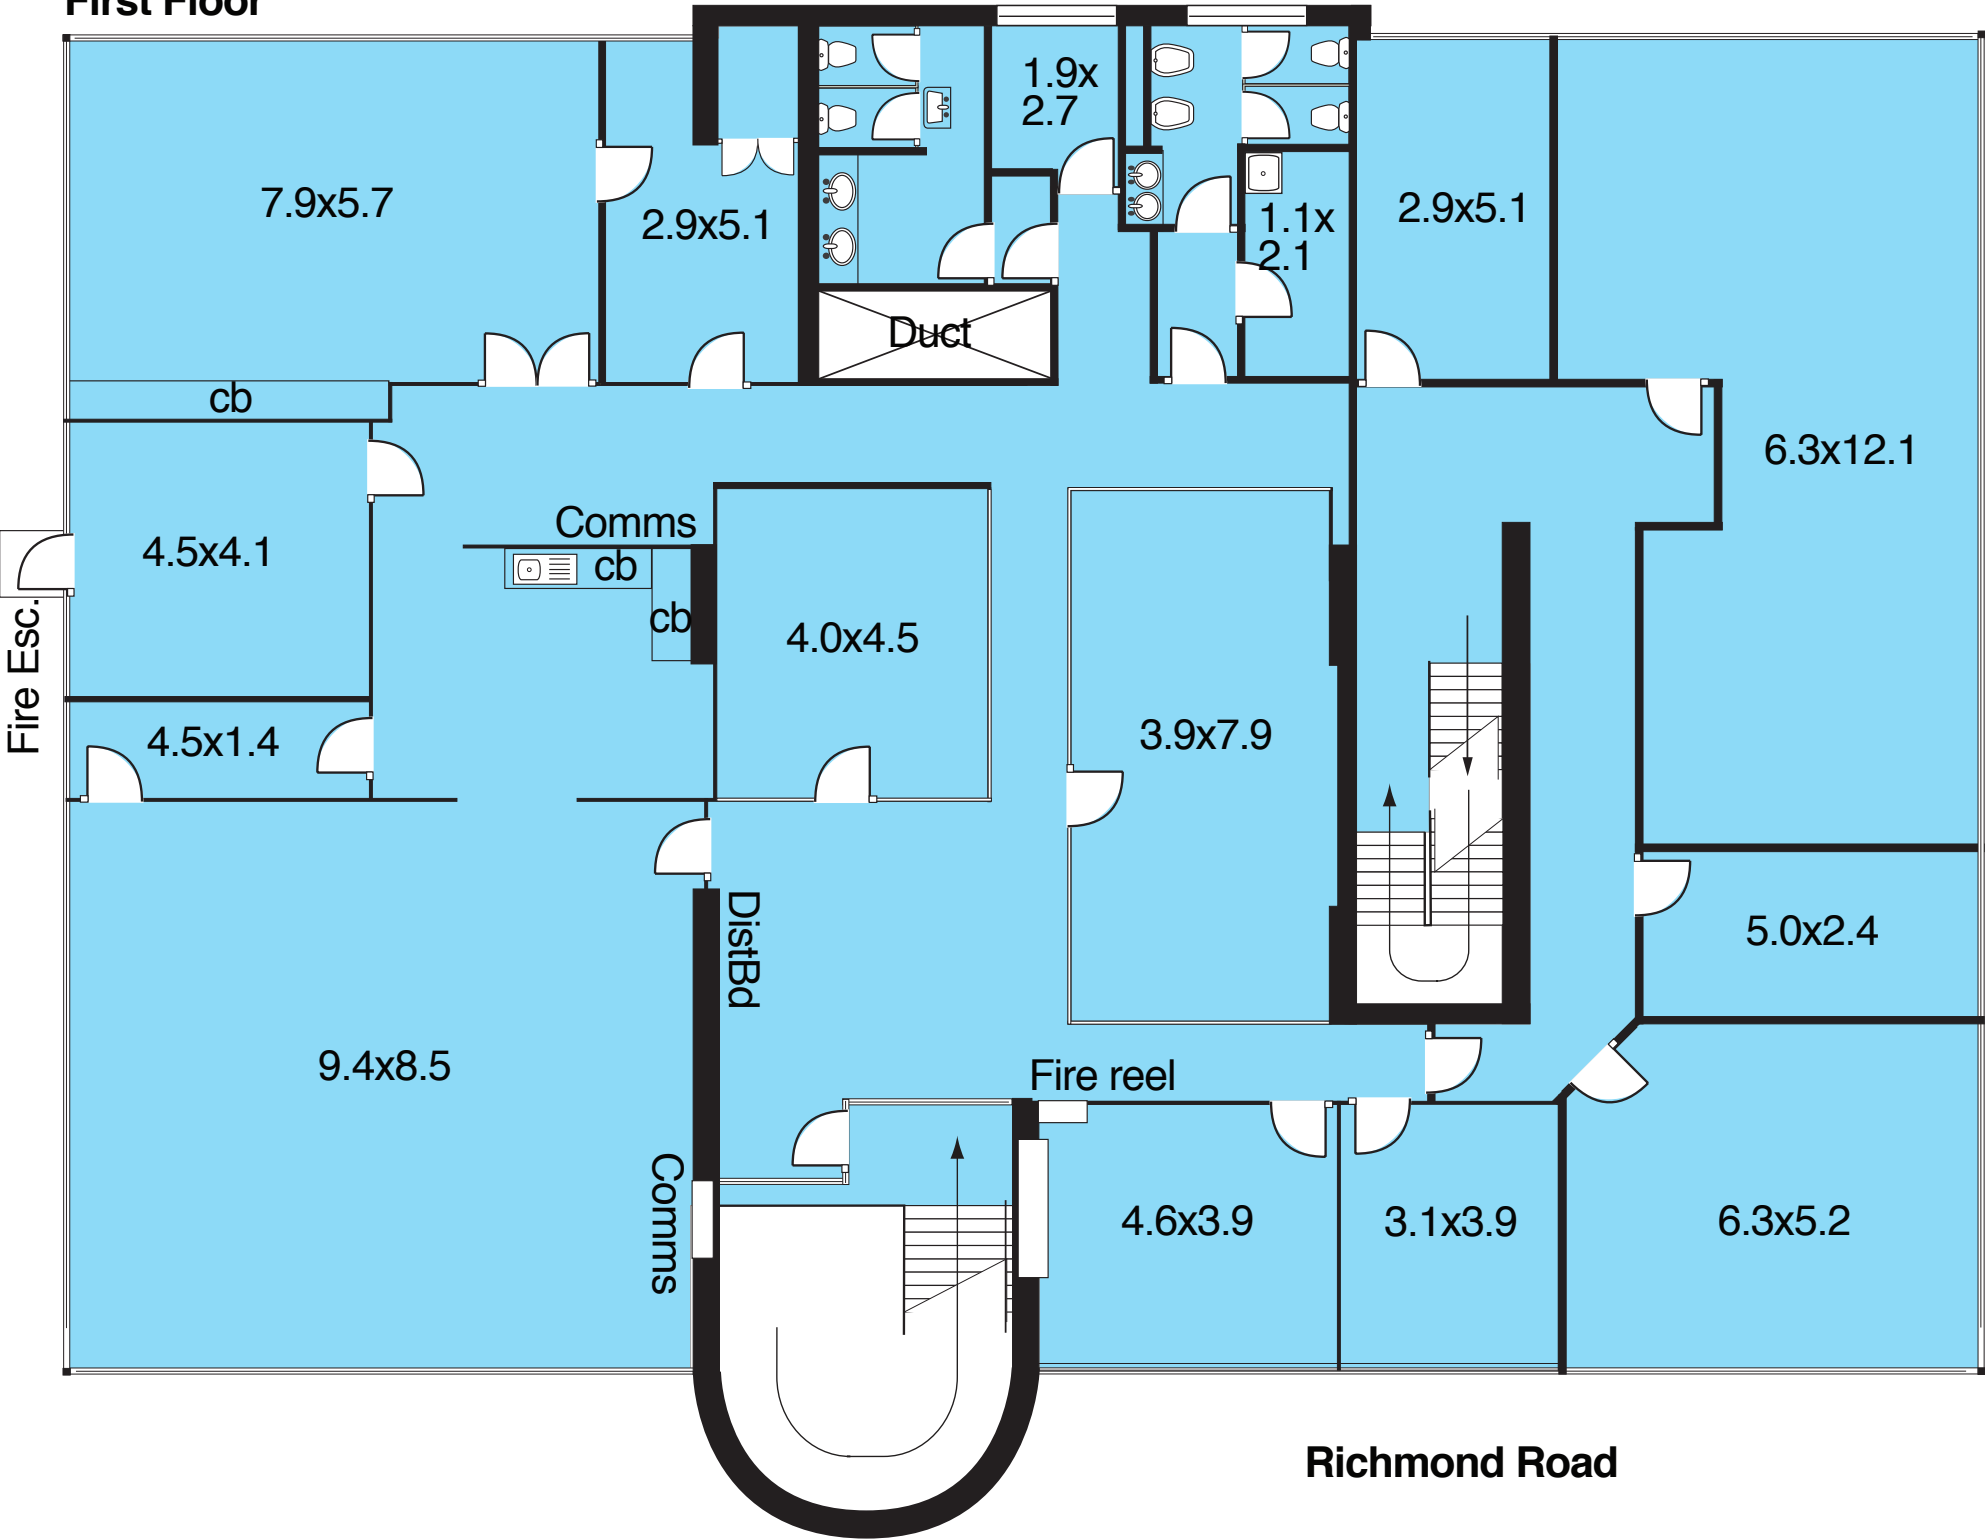 First Floor
1.9x
2.7
7.9x5.7
2.9x5.1
1.1x
2.1
2.9x5.1
Duct
cb
6.3x12.1
Comms
4.5x4.1
cb
cb
4.0x4.5
Fire Esc.
4.5x1.4
3.9x7.9
DistBd
5.0x2.4
9.4x8.5
Fire reel
Comms
4.6x3.9
3.1x3.9
6.3x5.2
Richmond Road